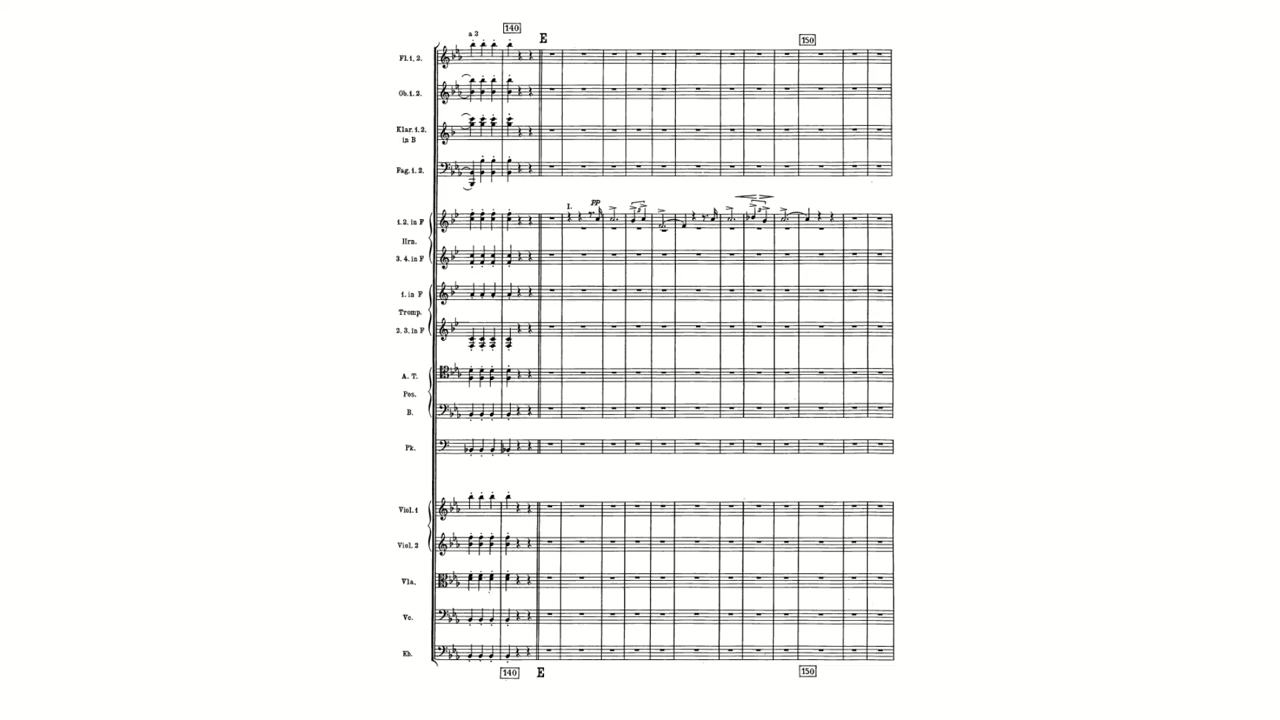 140
a 2
E
150
Fl. 1. 2.
Ob. 1. 2.
Klar. 1. 2.
in B
Fag. 1. 2.
I.
pp
1. 2. in F
3
3
Hrn.
3. 4. in F
1. in F
Tromp.
2. 3. in F
A. T.
Pos.
B.
Pk.
Viol. 1
Viol. 2
Vla.
Vc.
Kb.
140
E
150